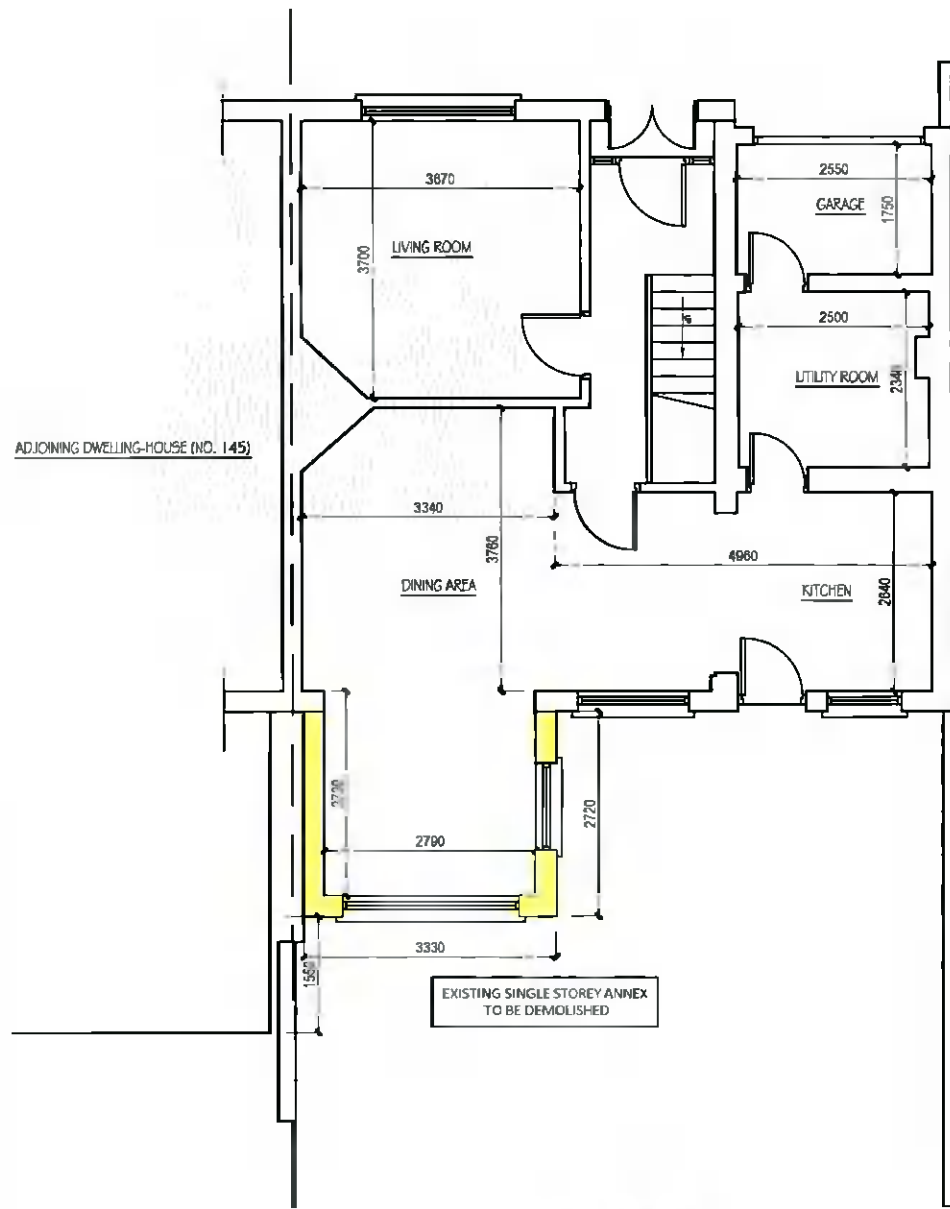 3670
LIVING ROOM
3700
2550
GARAGE
1750
2500
UTILITY ROOM
2340
ADJOINING DWELLING-HOUSE (NO. 145)
3340
3760
DINING AREA
4960
KITCHEN
2640
2720
2790
3330
EXISTING SINGLE STOREY ANNEX
TO BE DEMOLISHED